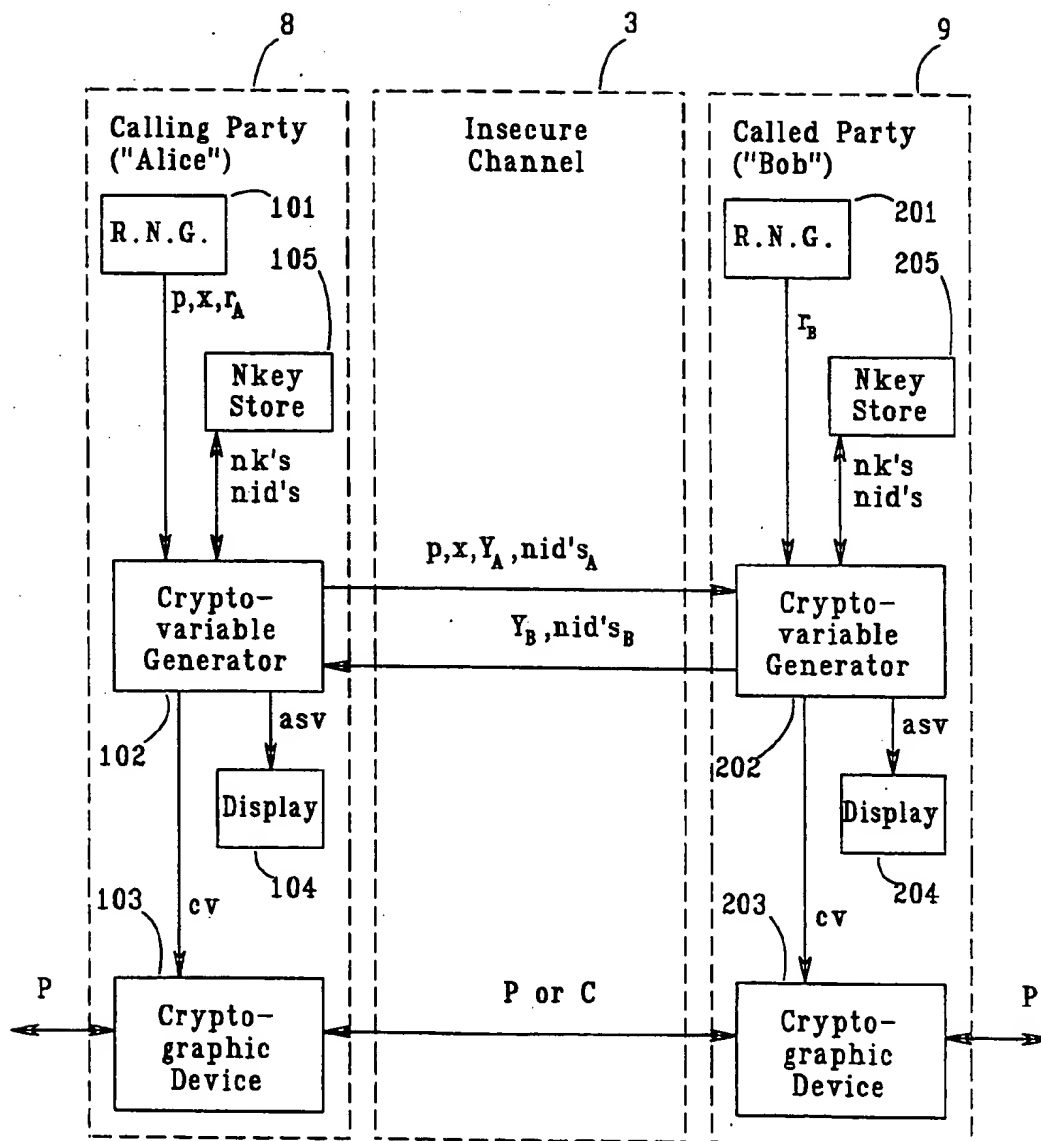 8
3
9
Calling Party
("Alice")
Insecure
Channel
Called Party
("Bob")
101
R.N.G.
201
R.N.G.
105
205
p,x,r_A
r_B
Nkey
Store
Nkey
Store
nk's
nid's
nk's
nid's
p,x,Y_A,nid's_A
Crypto-
variable
Generator
Y_B,nid's_B
Crypto-
variable
Generator
102
asv
202
asv
Display
Display
104
204
103
cv
203
cv
P
P or C
P
Crypto-
graphic
Device
Crypto-
graphic
Device